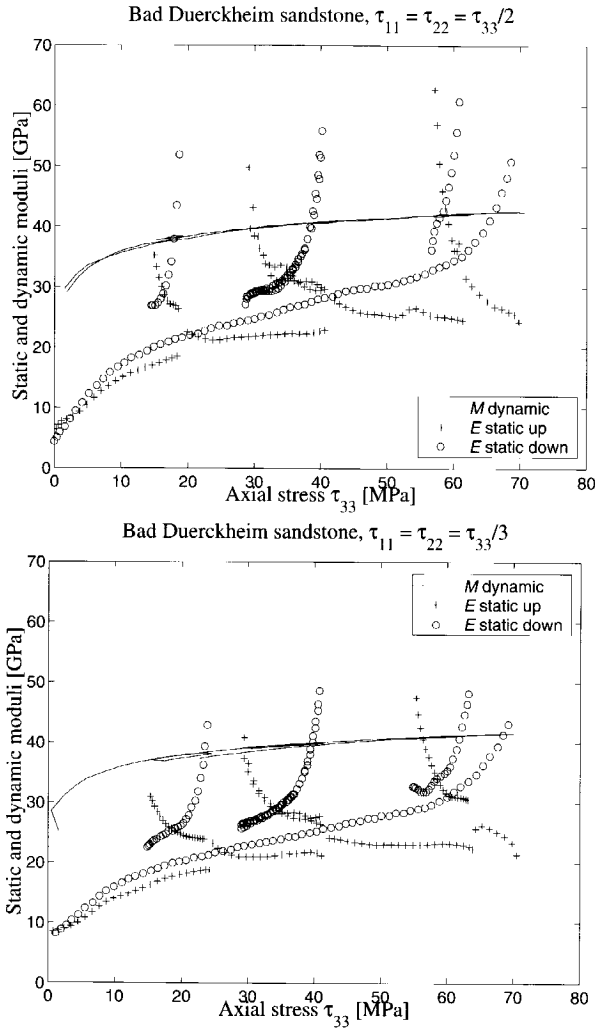 Bad Duerckheim sandstone, τ11 = τ22 = τ33/2
70
60
50
40
30
20
10
0
Static and dynamic moduli [GPa]
M dynamic
E static up
E static down
0 10 20 30 40 50 60 70 80
Axial stress τ33 [MPa]
Bad Duerckheim sandstone, τ11 = τ22 = τ33/3
70
60
50
40
30
20
10
0
Static and dynamic moduli [GPa]
M dynamic
E static up
E static down
0 10 20 30 40 50 60 70 80
Axial stress τ33 [MPa]